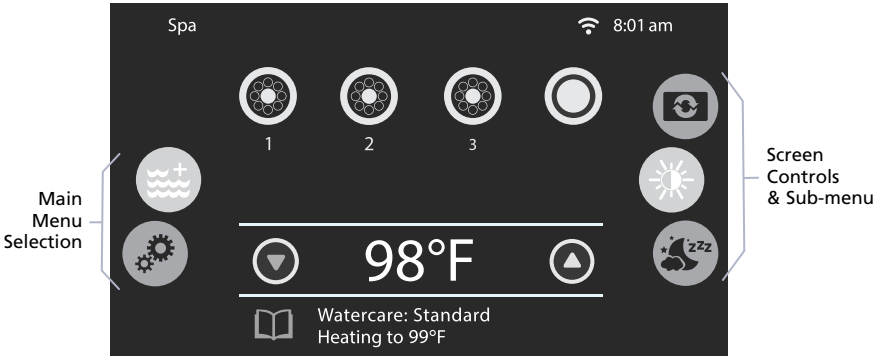 Spa
8:01 am
1
2
3
Main
Menu
Selection
Screen
Controls
& Sub-menu
zzz
98°F
Watercare: Standard
Heating to 99°F